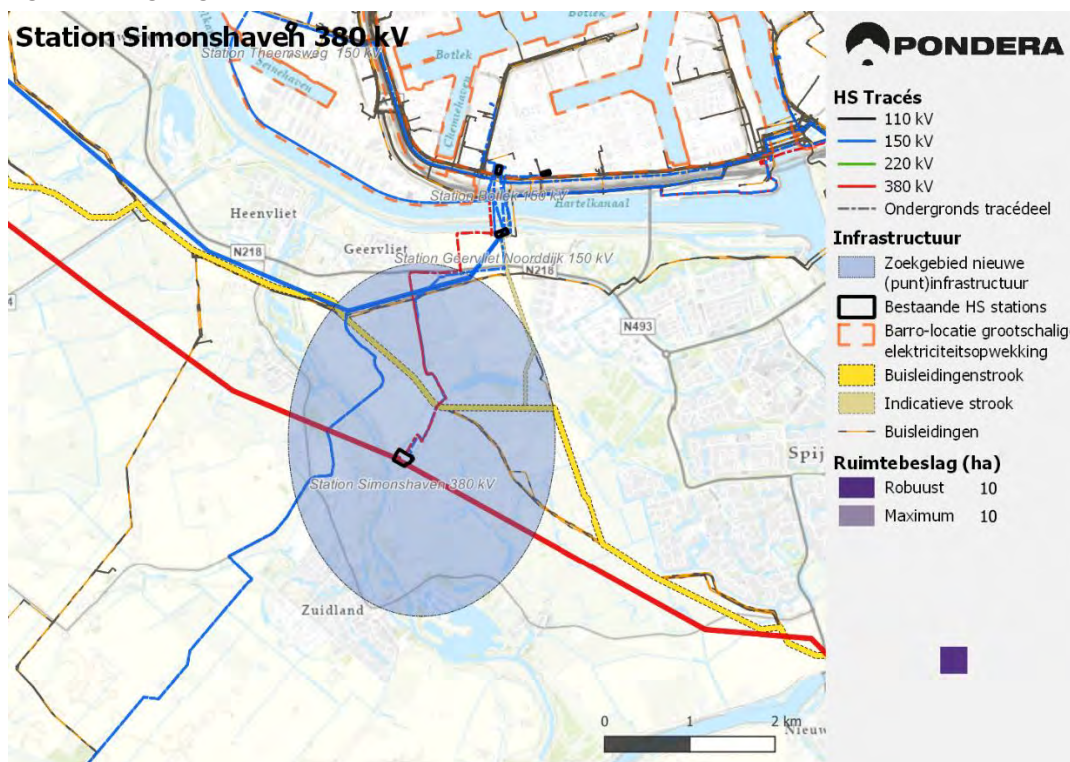 Station Simonshaven 380 kV
Station Theemsweg 150 kV
Botlek
Botlek
Seinehaven
Chemiehaven
Station Botlek 150 kV
Hartelkanaal
Heenvliet
Geervliet
N218
Station Geervliet Noorddijk 150 kV
N218
N493
Spij
Station Simonshaven 380 kV
Zuidland
0 1 2 km
Nieuw
PONDERA
HS Tracés
110 kV
150 kV
220 kV
380 kV
Ondergronds tracédeel
Infrastructuur
Zoekgebied nieuwe
(punt)infrastructuur
Bestaande HS stations
Barro-locatie grootschalig
elektriciteitsopwekking
Buisleidingenstrook
Indicatieve strook
Buisleidingen
Ruimtebeslag (ha)
Robuust 10
Maximum 10